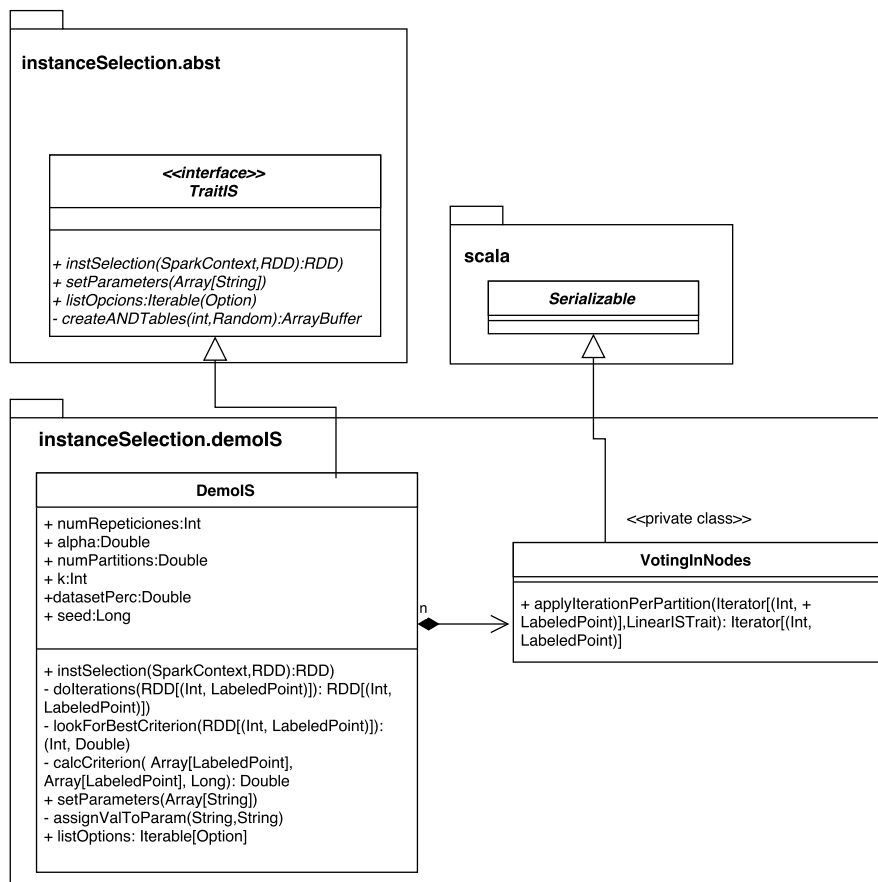 instanceSelection.abst
<<interface>>
TraitIS
+ instSelection(SparkContext,RDD):RDD)
+ setParameters(Array[String])
+ listOpcions:Iterable(Option)
- createANDTables(int,Random):ArrayBuffer
scala
Serializable
instanceSelection.demoIS
DemoIS
+ numRepeticiones:Int
+ alpha:Double
+ numPartitions:Double
+ k:Int
+datasetPerc:Double
+ seed:Long
+ instSelection(SparkContext,RDD):RDD)
- doIterations(RDD[(Int, LabeledPoint)]): RDD[(Int,
LabeledPoint)])
- lookForBestCriterion(RDD[(Int, LabeledPoint)]):
(Int, Double)
- calcCriterion( Array[LabeledPoint],
Array[LabeledPoint], Long): Double
+ setParameters(Array[String])
- assignValToParam(String,String)
+ listOptions: Iterable[Option]
n
<<private class>>
VotingInNodes
+ applyIterationPerPartition(Iterator[(Int, +
LabeledPoint)],LinearISTrait): Iterator[(Int,
LabeledPoint)]